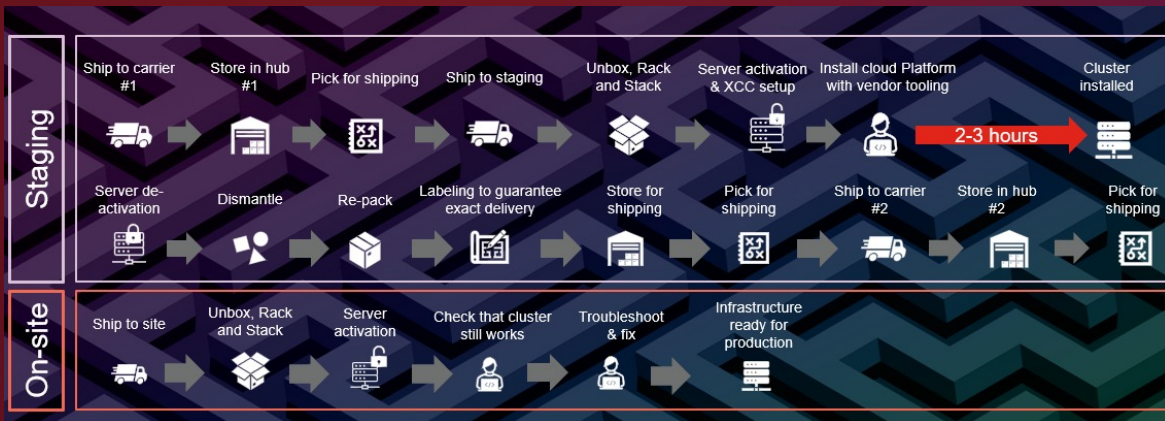 Staging
Ship to carrier
#1
Store in hub
#1
Pick for shipping
Ship to staging
Unbox, Rack
and Stack
Server activation
& XCC setup
Install cloud Platform
with vendor tooling
2-3 hours
Cluster
installed
Server de-
activation
Dismantle
Re-pack
Labeling to guarantee
exact delivery
Store for
shipping
Pick for
shipping
Ship to carrier
#2
Store in hub
#2
Pick for
shipping
On-site
Ship to site
Unbox, Rack
and Stack
Server
activation
Check that cluster
still works
Troubleshoot
& fix
Infrastructure
ready for
production